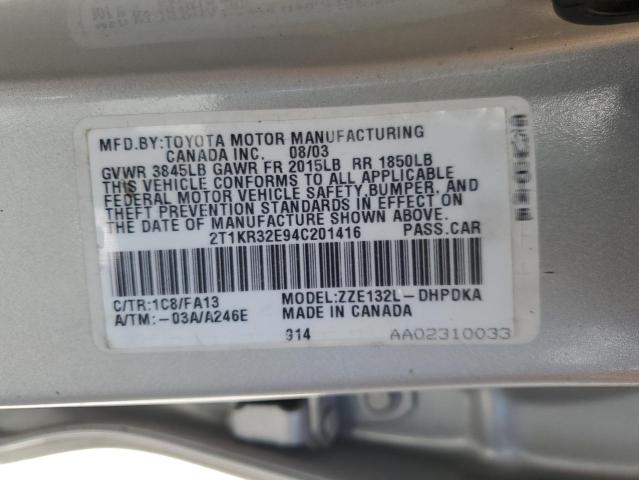 MFD.BY:TOYOTA MOTOR MANUFACTURING
CANADA INC. 08/03
GVWR 3845LB GAWR FR 2015LB RR 1850LB
THIS VEHICLE CONFORMS TO ALL APPLICABLE
FEDERAL MOTOR VEHICLE SAFETY,BUMPER, AND
THEFT PREVENTION STANDARDS IN EFFECT ON
THE DATE OF MANUFACTURE SHOWN ABOVE.
2T1KR32E94C201416 PASS.CAR
C/TR:1C8/FA13 MODEL:ZZE132L-DHPDKA
A/TM:-03A/A246E MADE IN CANADA
314 AA02310033